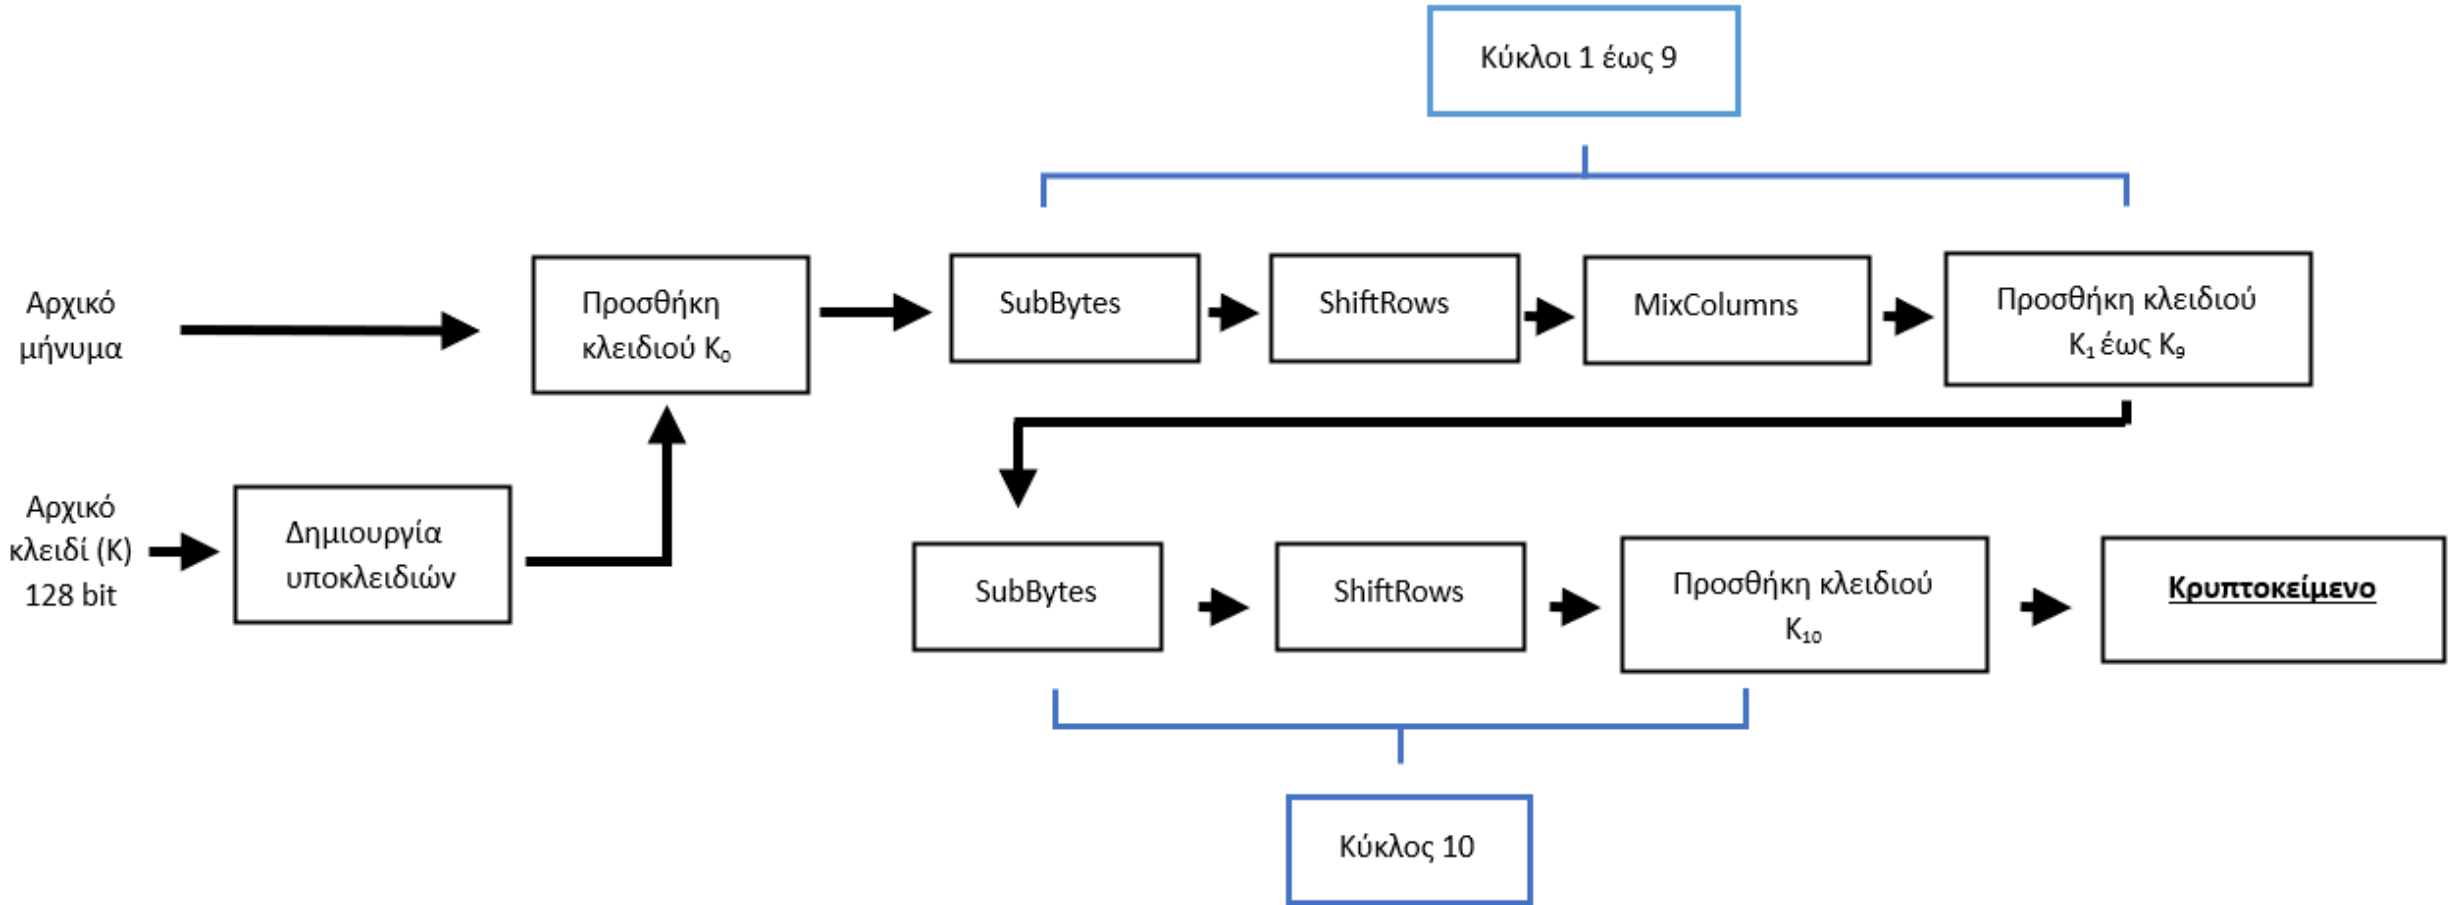 Κύκλοι 1 έως 9
Αρχικό
μήνυμα
Προσθήκη
κλειδιού K₀
SubBytes
ShiftRows
MixColumns
Προσθήκη κλειδιού
K₁ έως K₉
Αρχικό
κλειδί (K)
128 bit
Δημιουργία
υποκλειδιών
SubBytes
ShiftRows
Προσθήκη κλειδιού
K₁₀
Κρυπτοκείμενο
Κύκλος 10